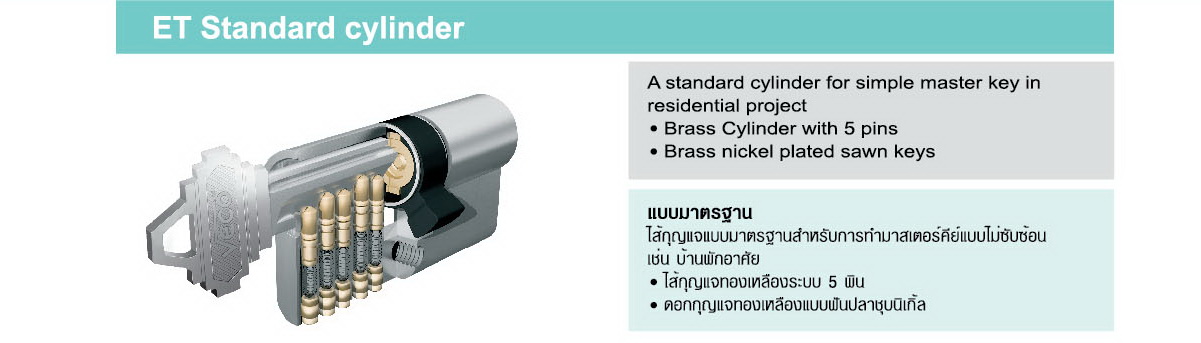 ET Standard cylinder
A standard cylinder for simple master key in
residential project
• Brass Cylinder with 5 pins
• Brass nickel plated sawn keys
แบบมาตรฐาน
ไส้กุญแจแบบมาตรฐานสำหรับการทำมาสเตอร์คีย์แบบไม่ซับซ้อน
เช่น บ้านพักอาศัย
• ไส้กุญแจทองเหลืองระบบ 5 พิน
• ดอกกุญแจทองเหลืองแบบฟันปลาชุบนิเกิ้ล